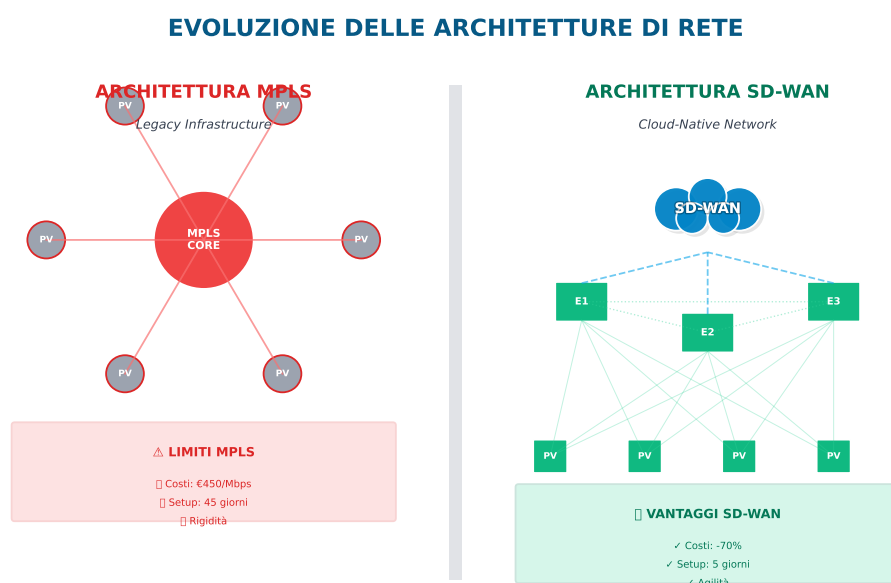 EVOLUZIONE DELLE ARCHITETTURE DI RETE
ARCHITETTURA MPLS
PV
PV
Legacy Infrastructure
MPLS
CORE
PV
PV
PV
PV
⚠ LIMITI MPLS
Costi: €450/Mbps
Setup: 45 giorni
Rigidità
ARCHITETTURA SD-WAN
Cloud-Native Network
SD-WAN
E1
E3
E2
PV
PV
PV
PV
VANTAGGI SD-WAN
✓ Costi: -70%
✓ Setup: 5 giorni
✓ Agilità